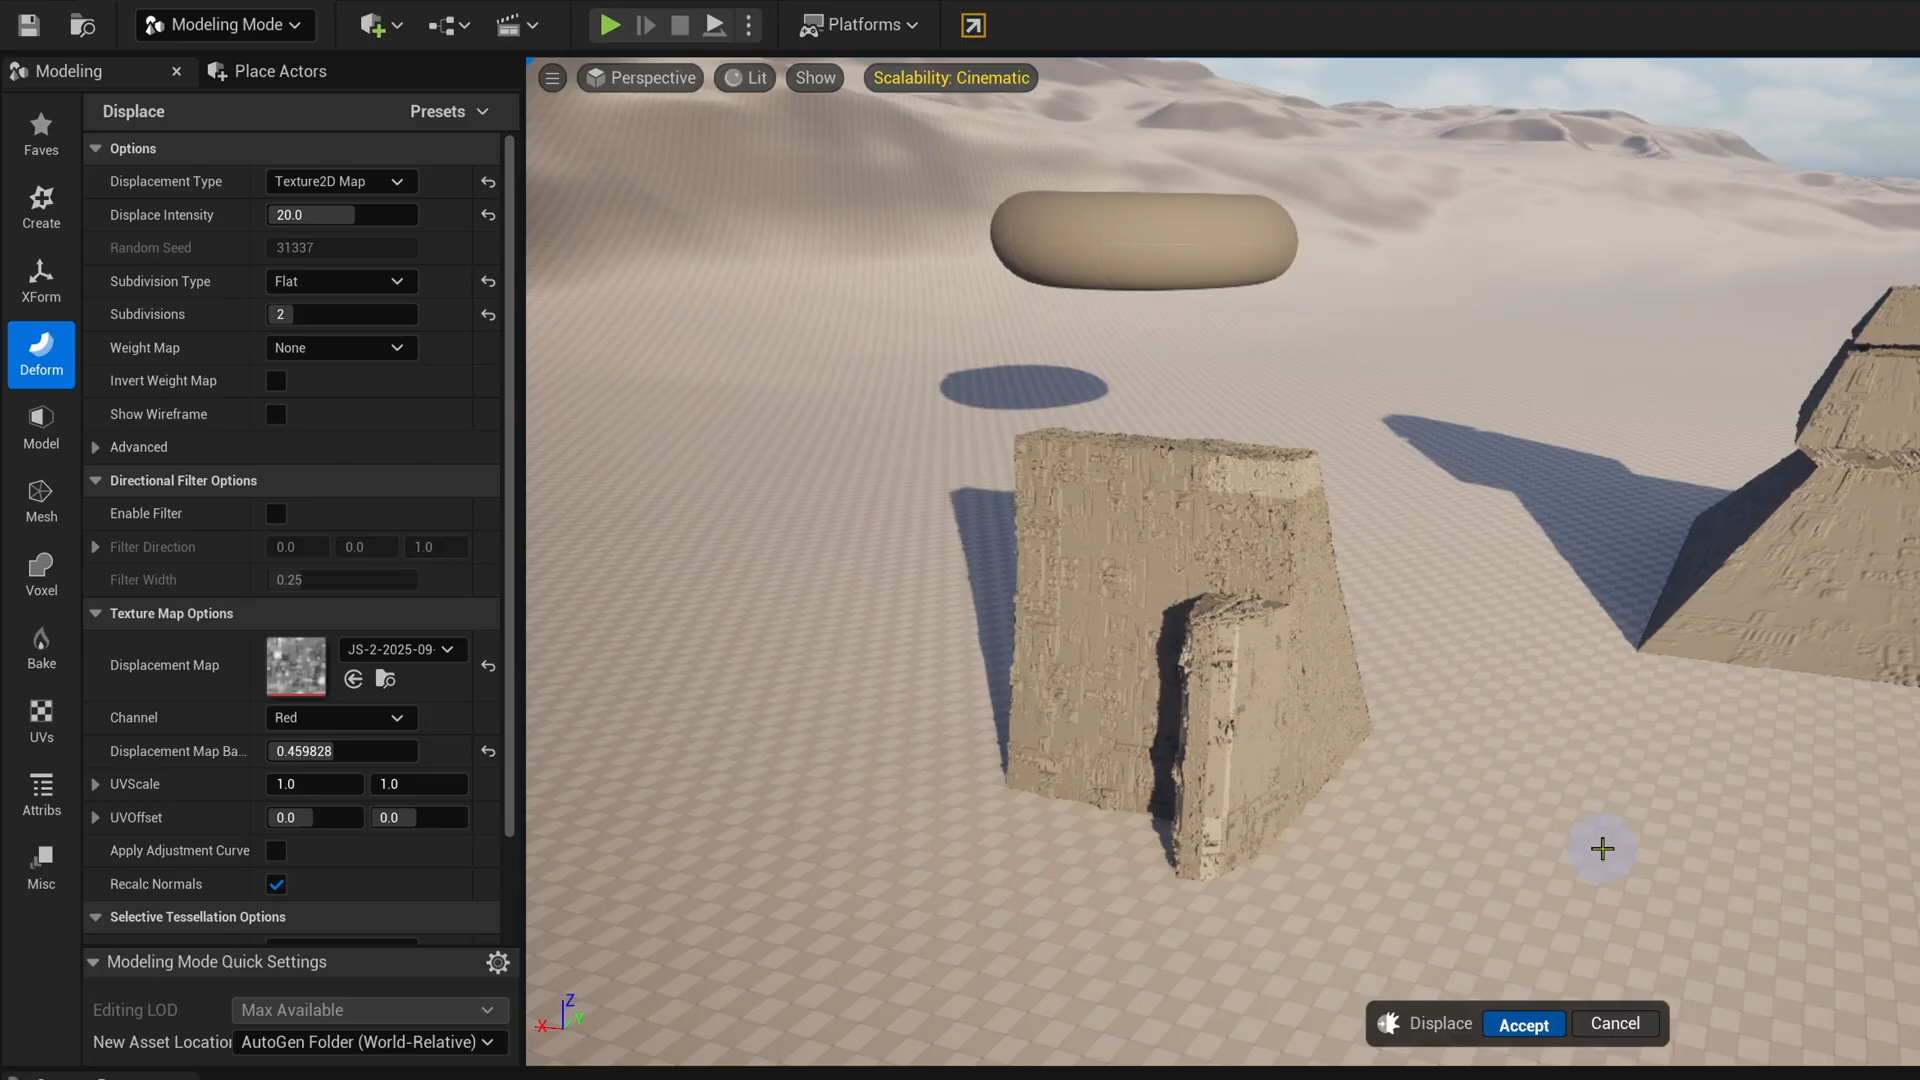 Modeling Mode
Platforms
Modeling
Place Actors
Perspective
Lit
Show
Scalability: Cinematic
Faves
Create
XForm
Deform
Model
Mesh
Voxel
Bake
UVs
Attribs
Misc
Displace
Presets
Options
Displacement Type
Texture2D Map
Displace Intensity
20.0
Random Seed
31337
Subdivision Type
Flat
Subdivisions
2
Weight Map
None
Invert Weight Map
Show Wireframe
Advanced
Directional Filter Options
Enable Filter
Filter Direction
0.0
0.0
1.0
Filter Width
0.25
Texture Map Options
Displacement Map
JS-2-2025-09-
Channel
Red
Displacement Map Ba...
0.459828
UVScale
1.0
1.0
UVOffset
0.0
0.0
Apply Adjustment Curve
Recalc Normals
Selective Tessellation Options
Modeling Mode Quick Settings
Editing LOD
Max Available
New Asset Location
AutoGen Folder (World-Relative)
Z
X
Y
Displace
Accept
Cancel